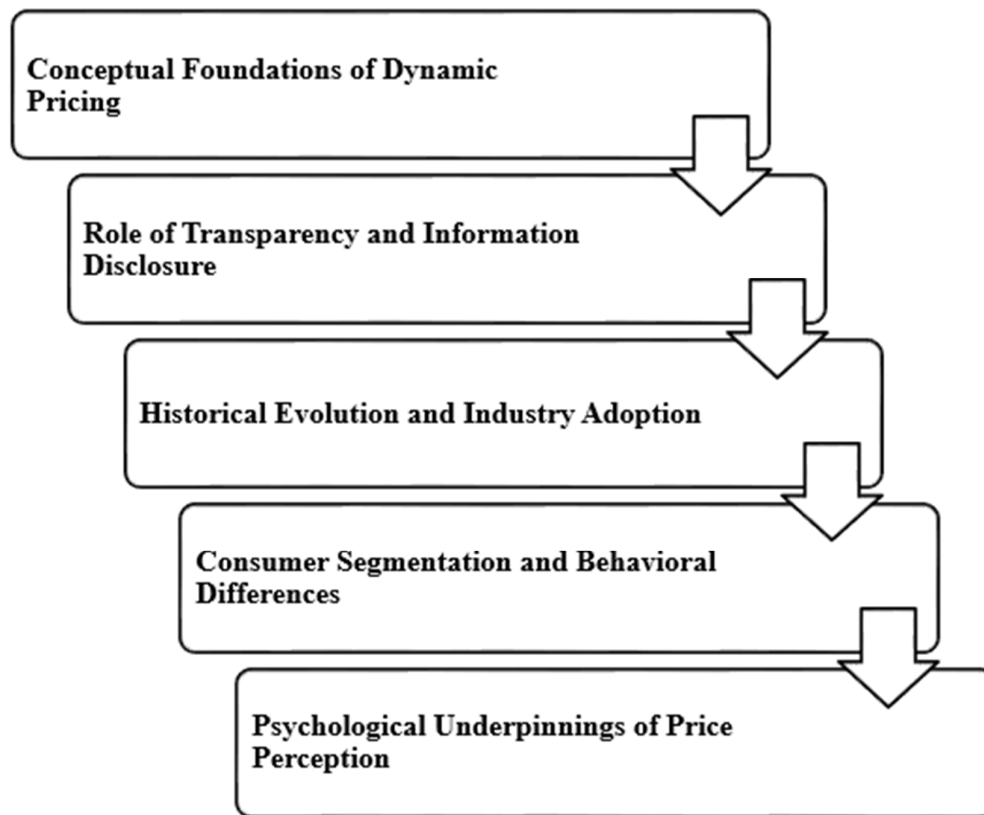 Conceptual Foundations of Dynamic
Pricing
Role of Transparency and Information
Disclosure
Historical Evolution and Industry Adoption
Consumer Segmentation and Behavioral
Differences
Psychological Underpinnings of Price
Perception